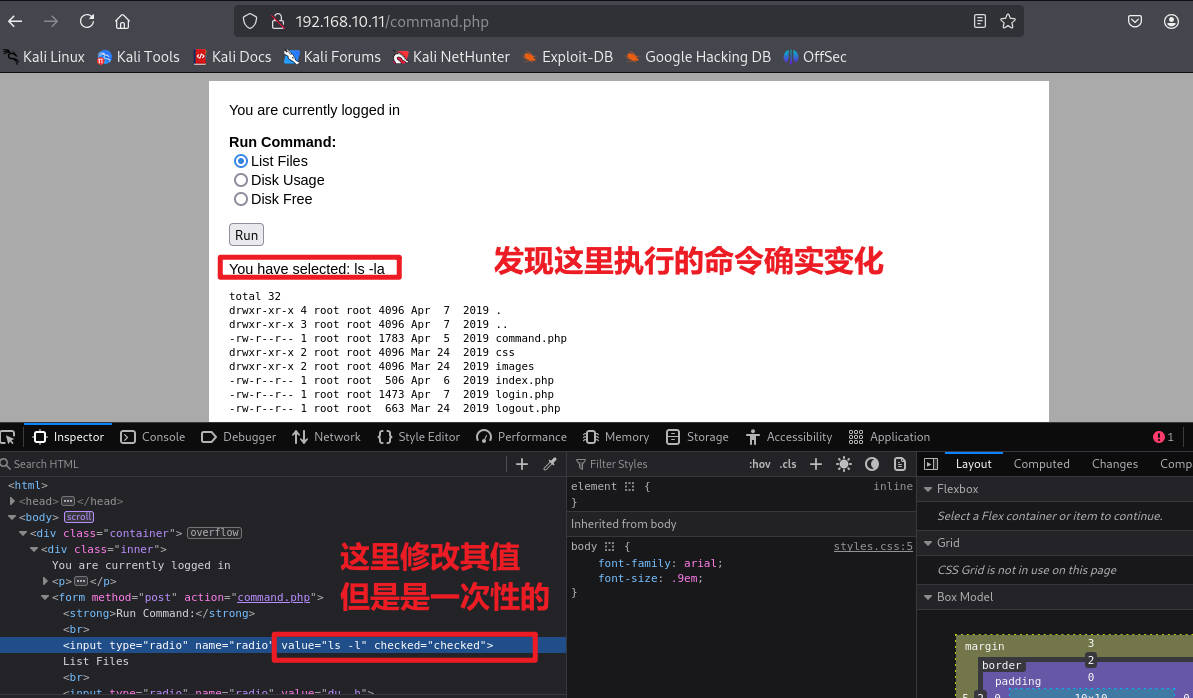 192.168.10.11/command.php
Kali Linux Kali Tools Kali Docs Kali Forums Kali NetHunter Exploit-DB Google Hacking DB OffSec
You are currently logged in
Run Command:
List Files
Disk Usage
Disk Free
Run
You have selected: ls -la
发现这里执行的命令确实变化
total 32
drwxr-xr-x 4 root root 4096 Apr  7  2019 .
drwxr-xr-x 3 root root 4096 Apr  7  2019 ..
-rw-r--r-- 1 root root 1783 Apr  5  2019 command.php
drwxr-xr-x 2 root root 4096 Mar 24  2019 css
drwxr-xr-x 2 root root 4096 Mar 24  2019 images
-rw-r--r-- 1 root root  506 Apr  6  2019 index.php
-rw-r--r-- 1 root root 1473 Apr  7  2019 login.php
-rw-r--r-- 1 root root  663 Mar 24  2019 logout.php
Inspector Console Debugger Network Style Editor Performance Memory Storage Accessibility Application 1
Search HTML
<html>
<head> </head>
<body> scroll
<div class="container"> overflow
<div class="inner">
You are currently logged in
<p> </p>
<form method="post" action="command.php">
<strong>Run Command:</strong>
<br>
<input type="radio" name="radio" value="ls -l" checked="checked">
List Files
<br>
<input type="radio" name="radio" value="du -h">
这里修改其值
但是是一次性的
Filter Styles :hov .cls
element { inline
}
Inherited from body
body { styles.css:5
font-family: arial;
font-size: .9em;
}
Layout Computed Changes Comp
Flexbox
Select a Flex container or item to continue.
Grid
CSS Grid is not in use on this page
Box Model
margin 3
border 2
padding 0